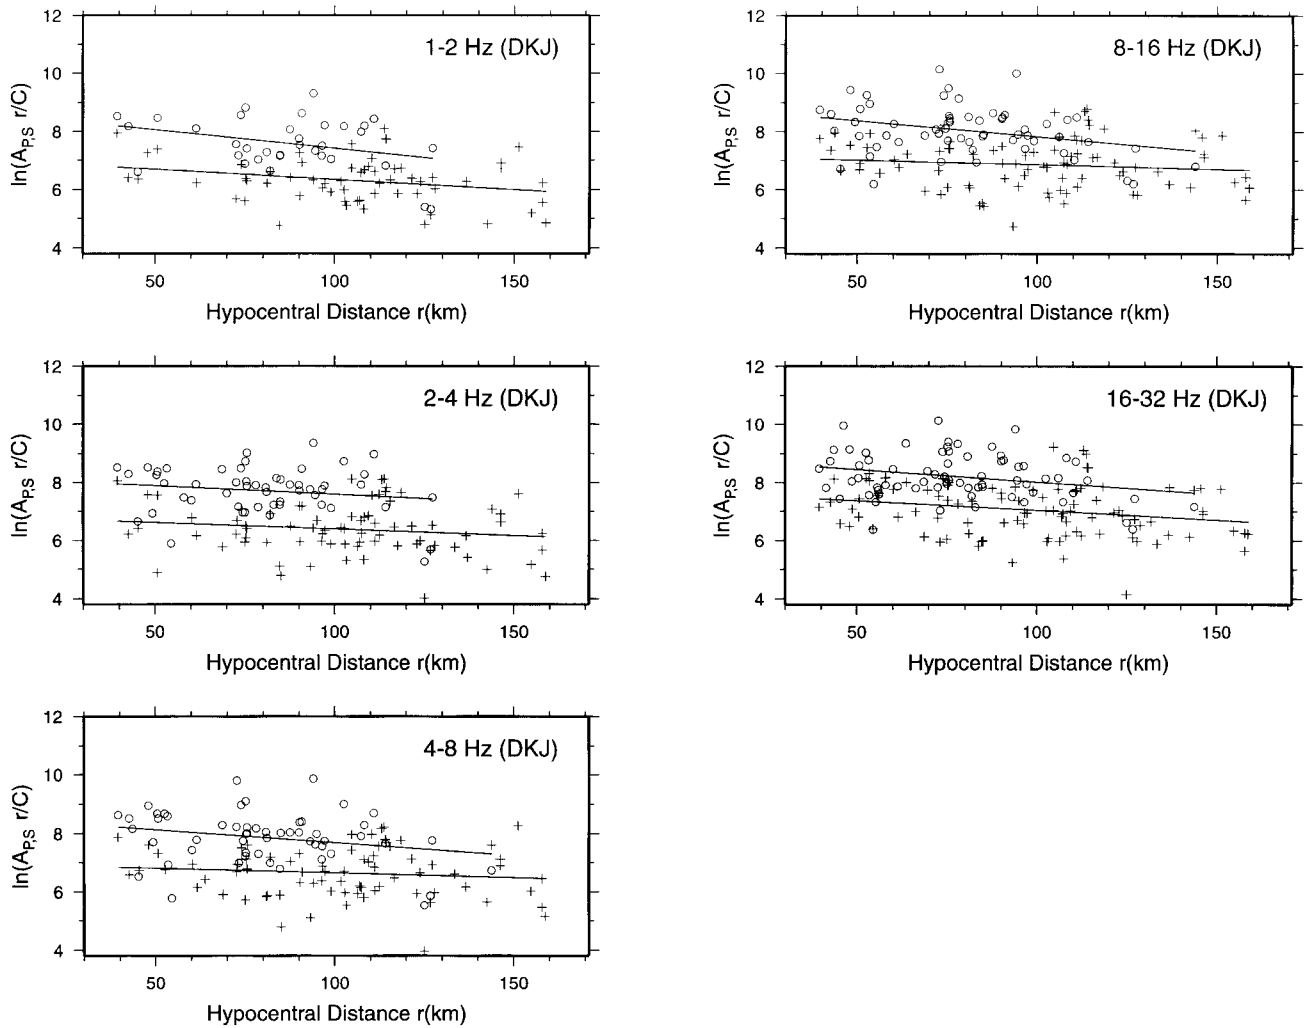 1-2 Hz (DKJ)
ln(A_{P,S} r/C)
12
10
8
6
4
50
100
150
Hypocentral Distance r(km)
8-16 Hz (DKJ)
ln(A_{P,S} r/C)
12
10
8
6
4
50
100
150
Hypocentral Distance r(km)
2-4 Hz (DKJ)
ln(A_{P,S} r/C)
12
10
8
6
4
50
100
150
Hypocentral Distance r(km)
16-32 Hz (DKJ)
ln(A_{P,S} r/C)
12
10
8
6
4
50
100
150
Hypocentral Distance r(km)
4-8 Hz (DKJ)
ln(A_{P,S} r/C)
12
10
8
6
4
50
100
150
Hypocentral Distance r(km)